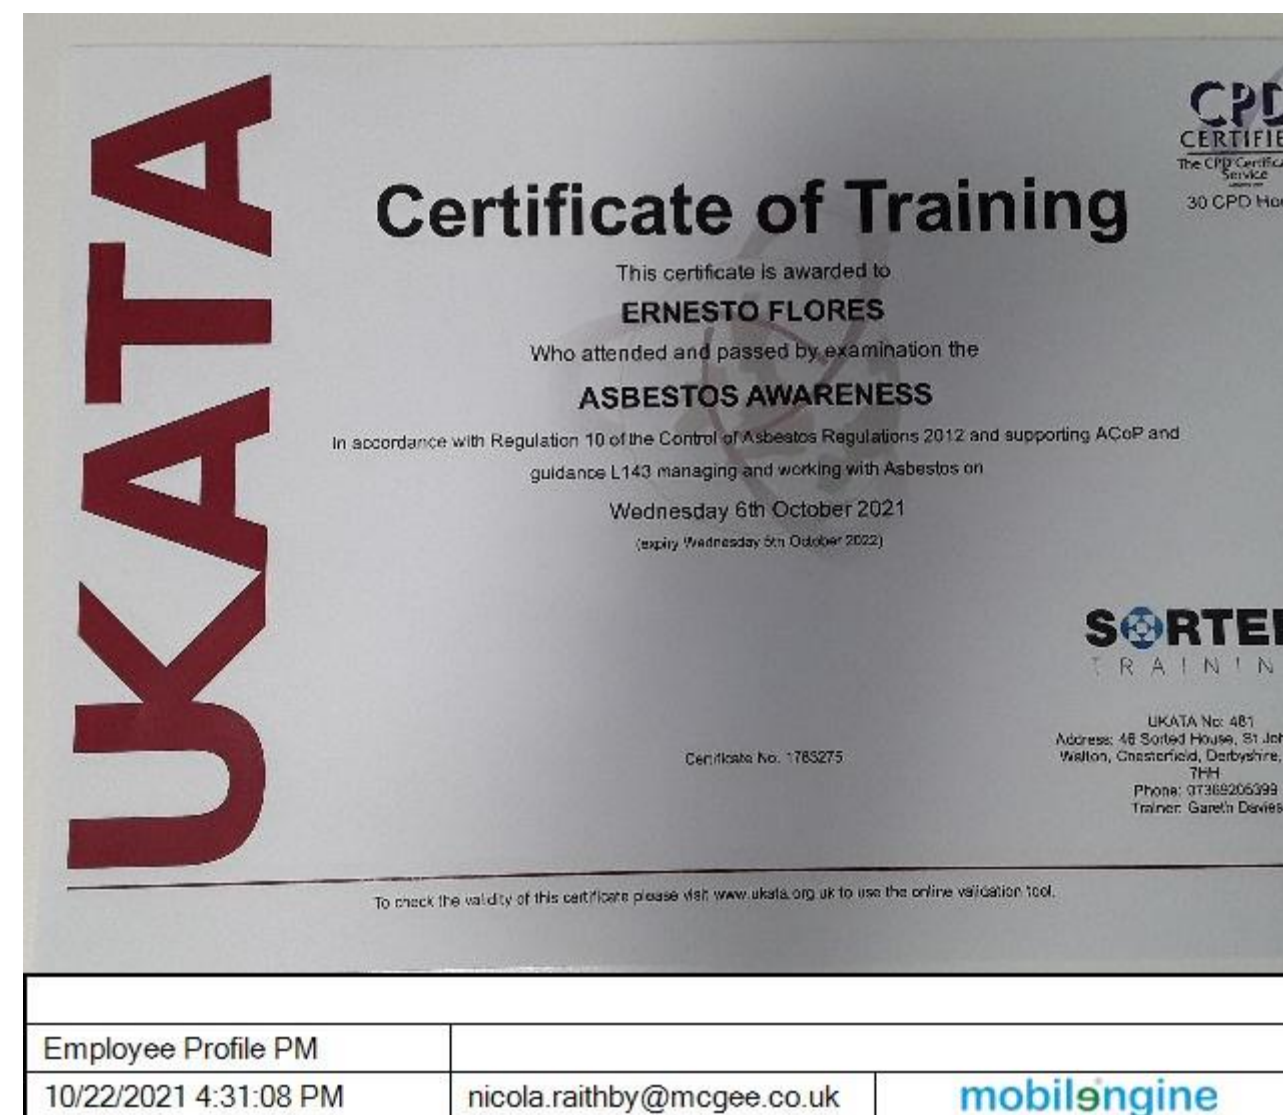 UKATA
CPD
CERTIFIE
The CPD Certifica
Service
30 CPD Hou
Certificate of Training
This certificate is awarded to
ERNESTO FLORES
Who attended and passed by examination the
ASBESTOS AWARENESS
In accordance with Regulation 10 of the Control of Asbestos Regulations 2012 and supporting ACoP and
guidance L143 managing and working with Asbestos on
Wednesday 6th October 2021
(expiry Wednesday October 2022)
SORTED
TRAININ
UKATA No: 481
Address: 46 Sorted House, St Joh
Walton, Chesterfield, Derbyshire,
7HH
Phone: 07369205399
Trainer: Gareth Davies
Certificate No. 1763275
To check the validity of this certificate please visit www.ukata.org.uk to use the online validation tool.
Employee Profile PM
10/22/2021 4:31:08 PM
nicola.raithby@mcgee.co.uk
mobilengine